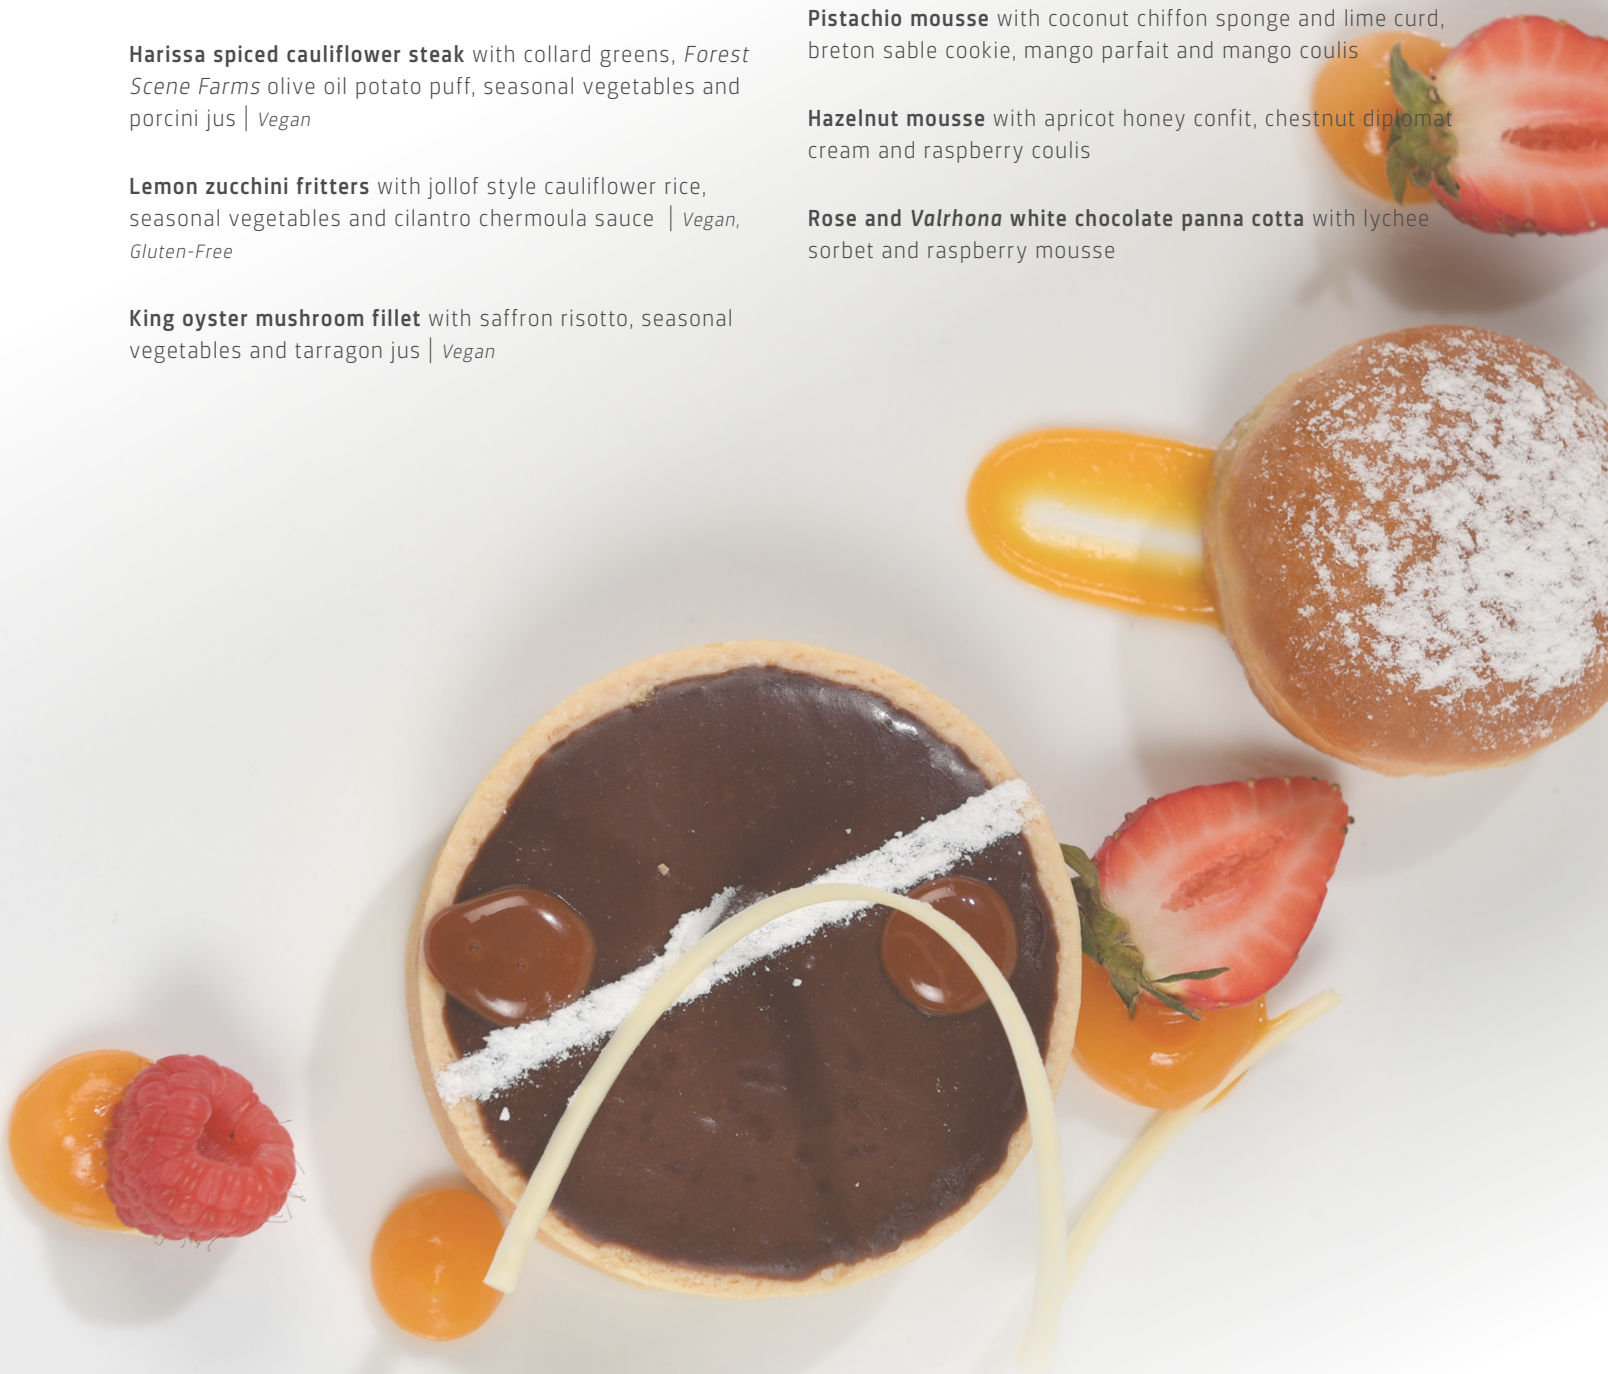 Harissa spiced cauliflower steak with collard greens, Forest
Scene Farms olive oil potato puff, seasonal vegetables and
porcini jus | Vegan
Lemon zucchini fritters with jollof style cauliflower rice,
seasonal vegetables and cilantro chermoula sauce | Vegan,
Gluten-Free
King oyster mushroom fillet with saffron risotto, seasonal
vegetables and tarragon jus | Vegan
Pistachio mousse with coconut chiffon sponge and lime curd,
breton sable cookie, mango parfait and mango coulis
Hazelnut mousse with apricot honey confit, chestnut diplomat
cream and raspberry coulis
Rose and Valrhona white chocolate panna cotta with lychee
sorbet and raspberry mousse